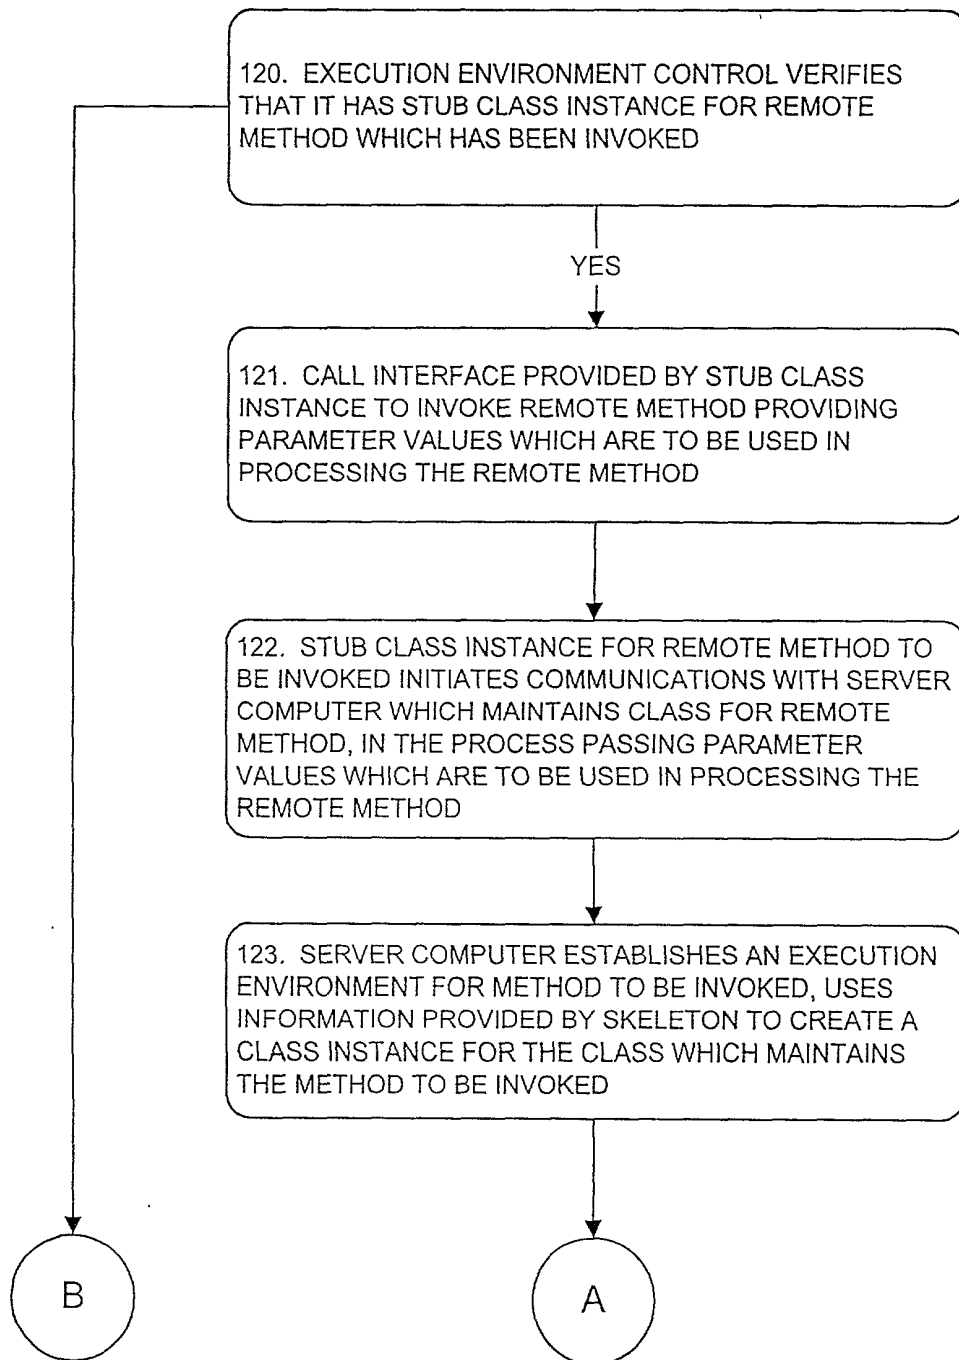 120. EXECUTION ENVIRONMENT CONTROL VERIFIES
THAT IT HAS STUB CLASS INSTANCE FOR REMOTE
METHOD WHICH HAS BEEN INVOKED
YES
121. CALL INTERFACE PROVIDED BY STUB CLASS
INSTANCE TO INVOKE REMOTE METHOD PROVIDING
PARAMETER VALUES WHICH ARE TO BE USED IN
PROCESSING THE REMOTE METHOD
122. STUB CLASS INSTANCE FOR REMOTE METHOD TO
BE INVOKED INITIATES COMMUNICATIONS WITH SERVER
COMPUTER WHICH MAINTAINS CLASS FOR REMOTE
METHOD, IN THE PROCESS PASSING PARAMETER
VALUES WHICH ARE TO BE USED IN PROCESSING THE
REMOTE METHOD
123. SERVER COMPUTER ESTABLISHES AN EXECUTION
ENVIRONMENT FOR METHOD TO BE INVOKED, USES
INFORMATION PROVIDED BY SKELETON TO CREATE A
CLASS INSTANCE FOR THE CLASS WHICH MAINTAINS
THE METHOD TO BE INVOKED
B
A